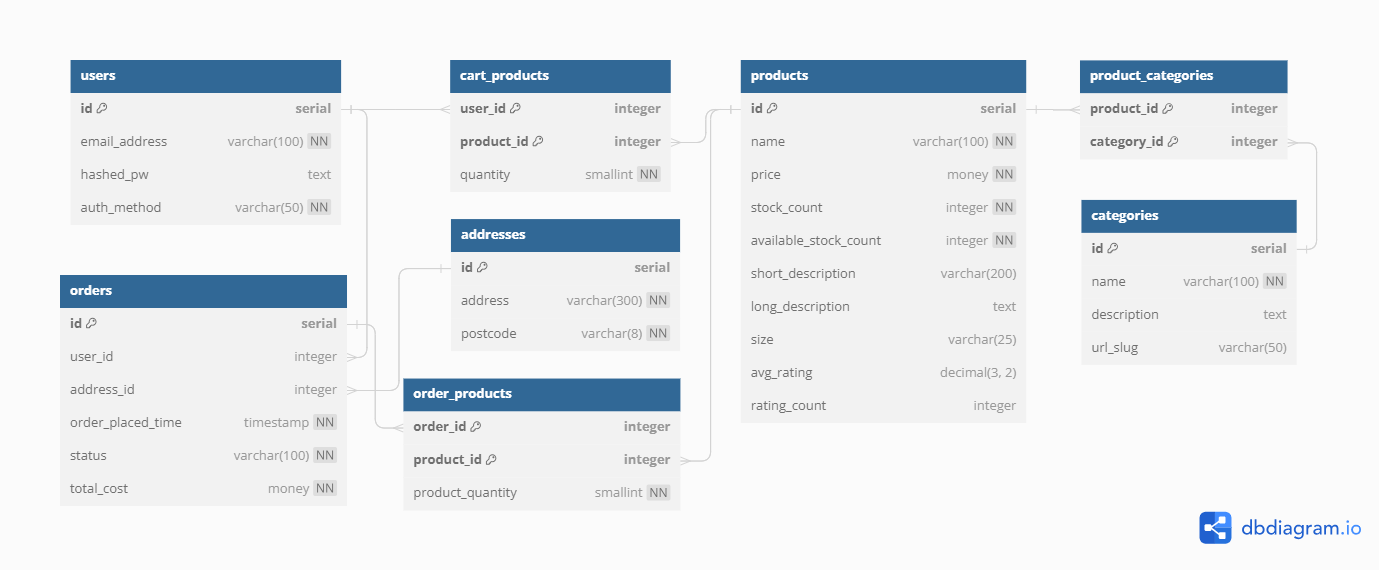 users
id serial
email_address varchar(100) NN
hashed_pw text
auth_method varchar(50) NN
orders
id serial
user_id integer
address_id integer
order_placed_time timestamp NN
status varchar(100) NN
total_cost money NN
cart_products
user_id integer
product_id integer
quantity smallint NN
addresses
id serial
address varchar(300) NN
postcode varchar(8) NN
order_products
order_id integer
product_id integer
product_quantity smallint NN
products
id serial
name varchar(100) NN
price money NN
stock_count integer NN
available_stock_count integer NN
short_description varchar(200)
long_description text
size varchar(25)
avg_rating decimal(3, 2)
rating_count integer
product_categories
product_id integer
category_id integer
categories
id serial
name varchar(100) NN
description text
url_slug varchar(50)
dbdiagram.io